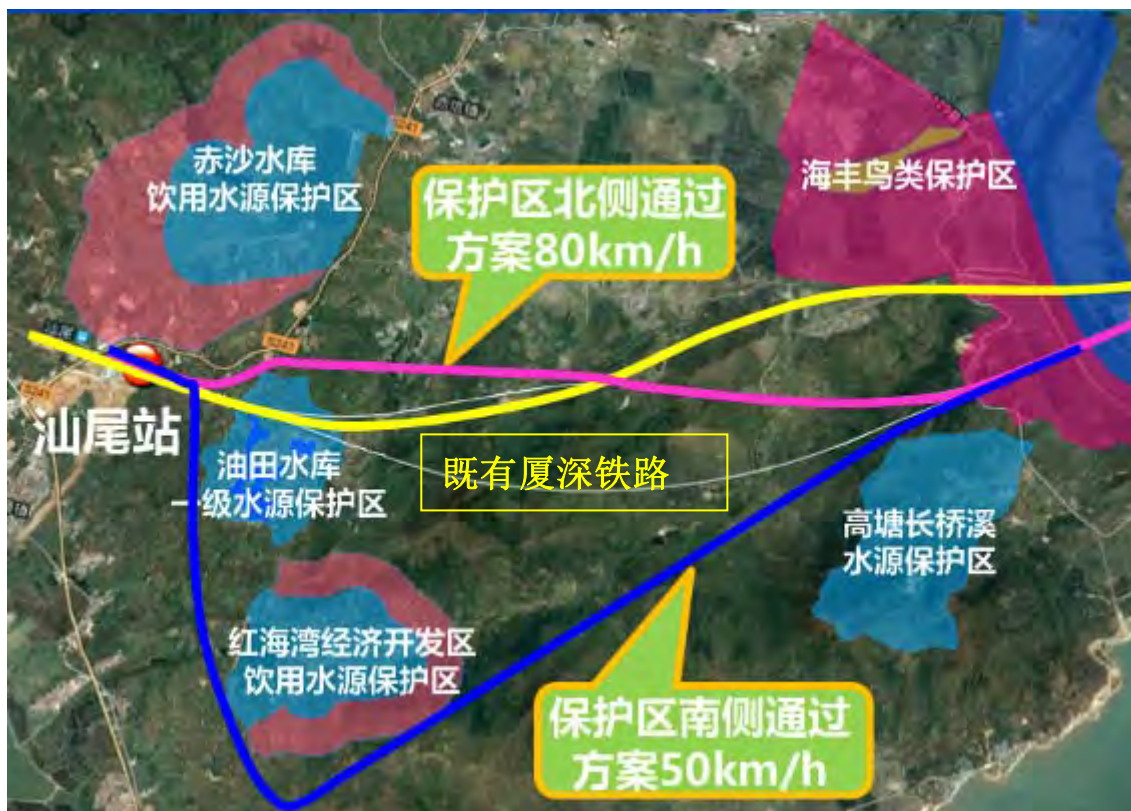 S241
赤沙水库
饮用水源保护区
海丰鸟类保护区
保护区北侧通过
方案80km/h
汕尾
S241
S241
汕尾站
油田水库
一级水源保护区
既有厦深铁路
高塘长桥溪
水源保护区
红海湾经济开发区
饮用水源保护区
保护区南侧通过
方案50km/h